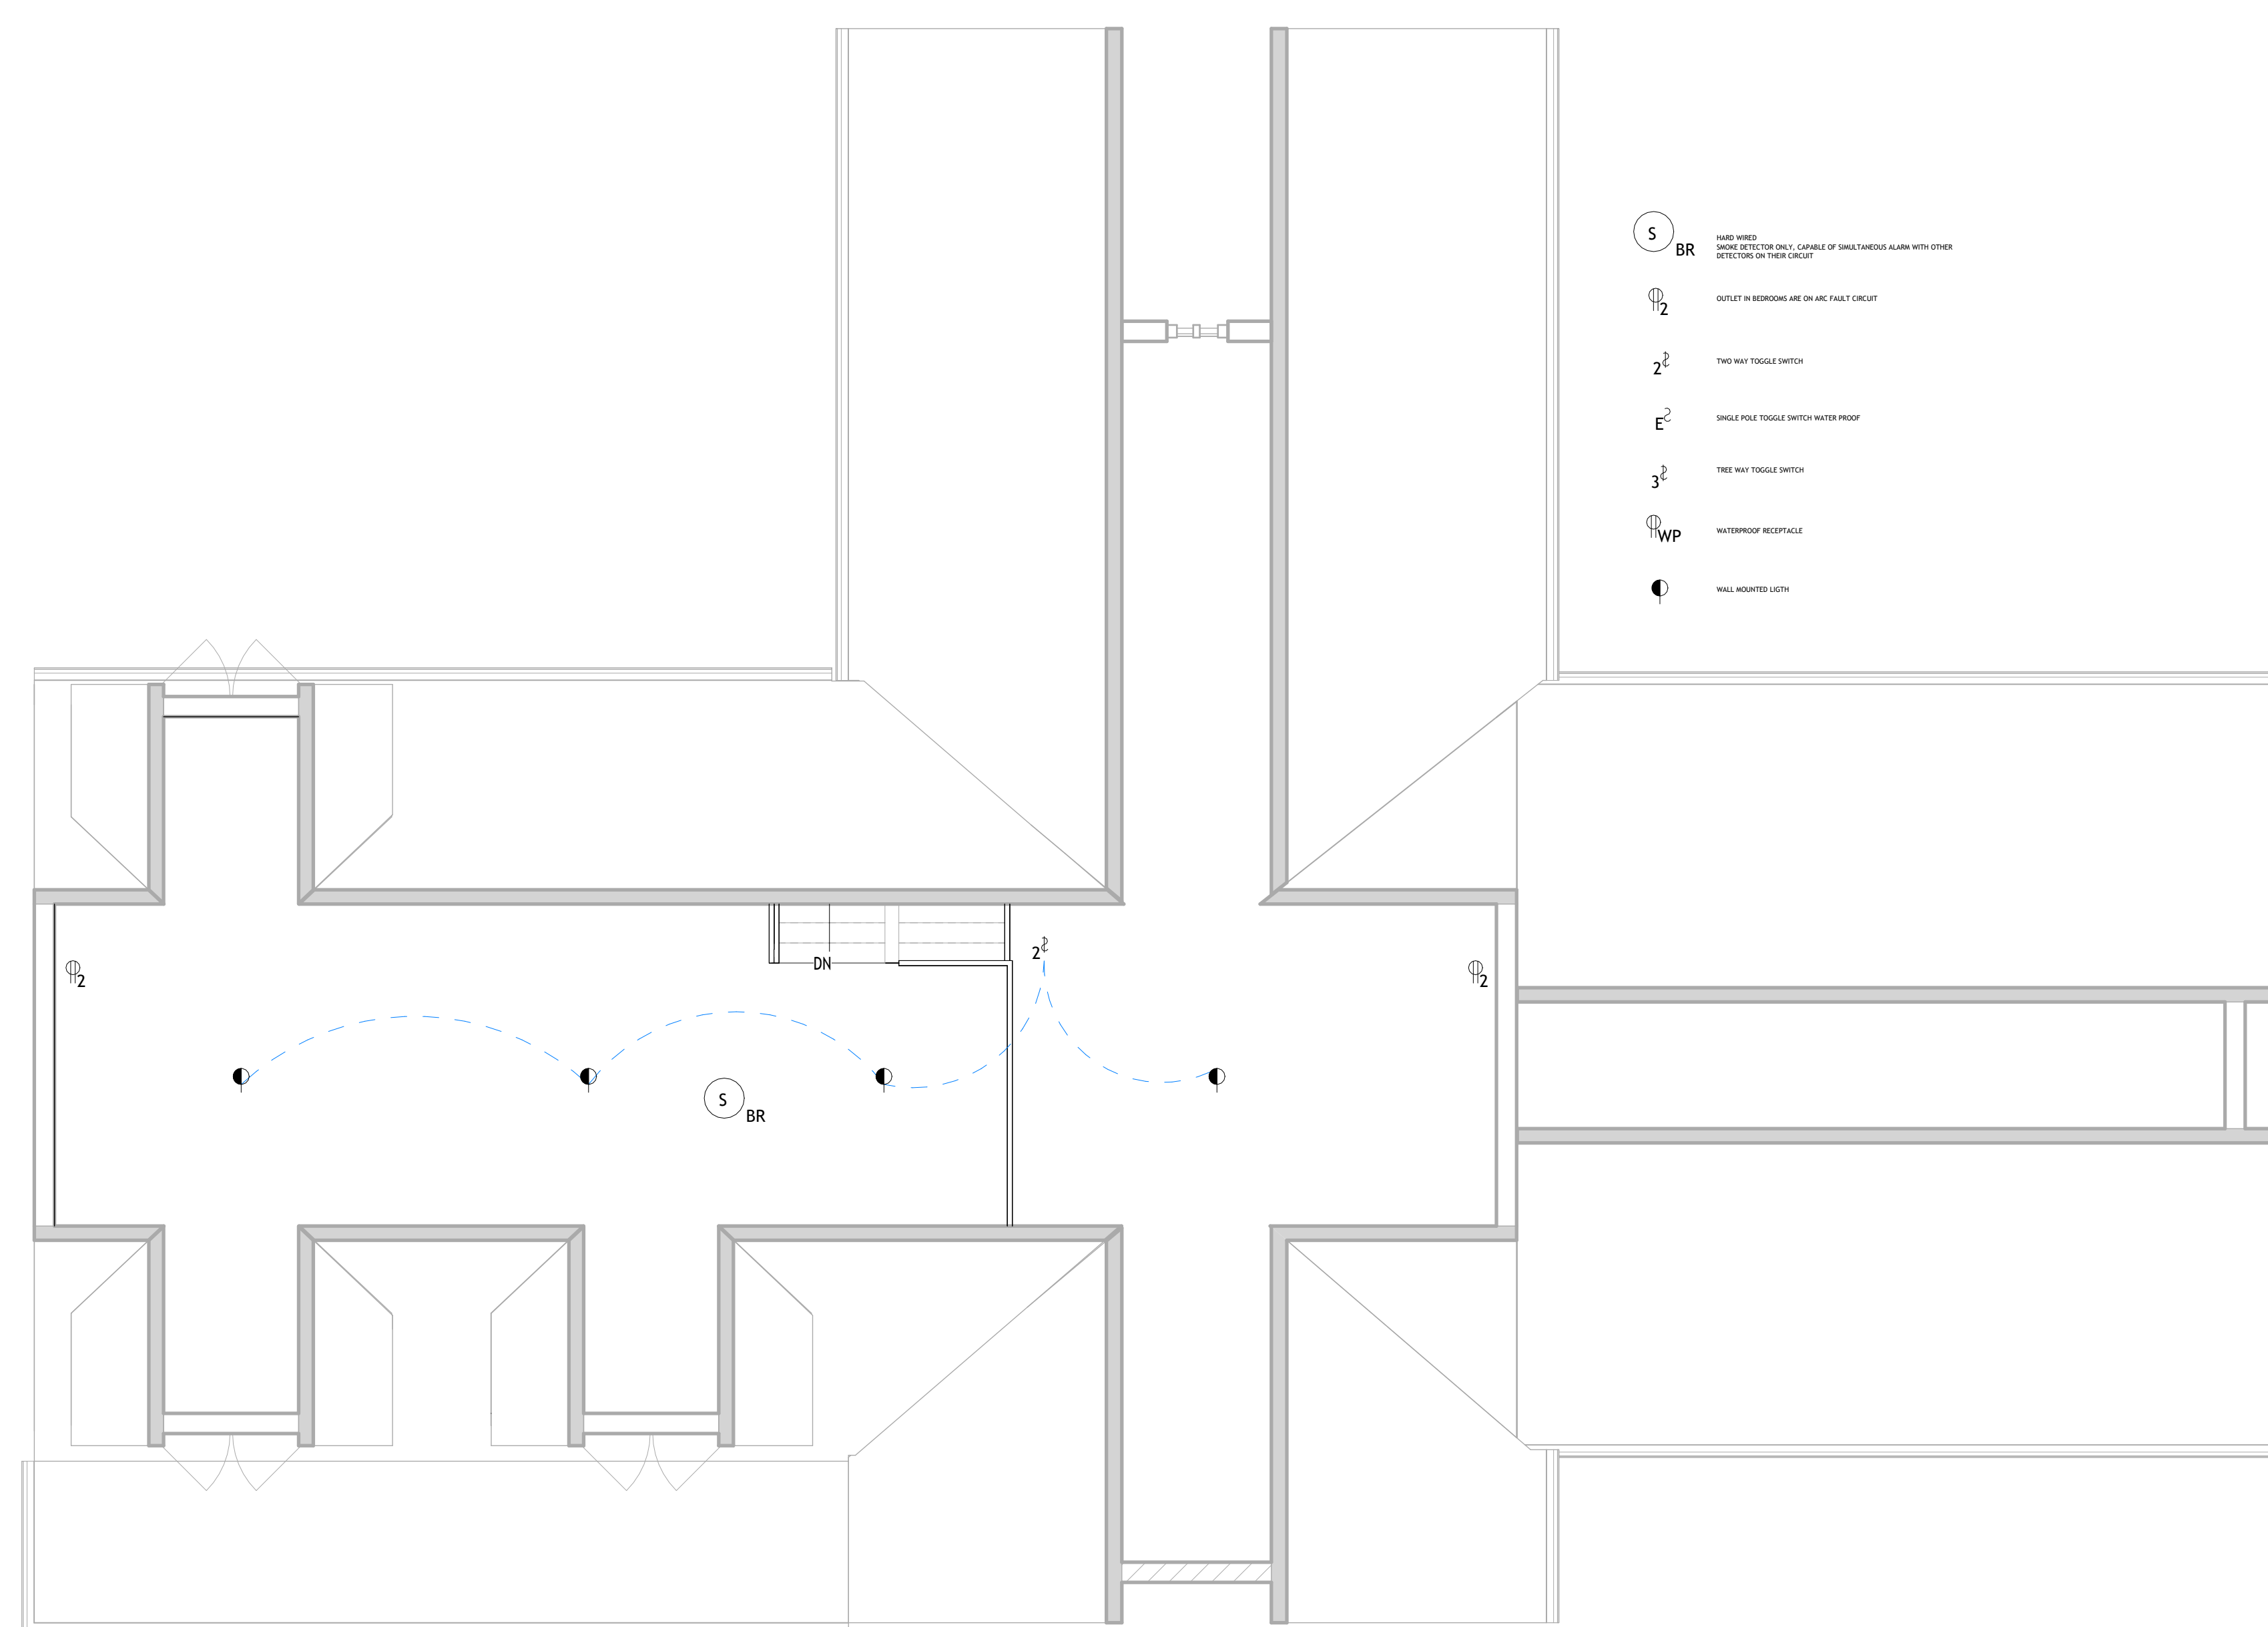 S
BR
HARD WIRED
SMOKE DETECTOR ONLY, CAPABLE OF SIMULTANEOUS ALARM WITH OTHER
DETECTORS ON THEIR CIRCUIT
2
OUTLET IN BEDROOMS ARE ON ARC FAULT CIRCUIT
2
TWO WAY TOGGLE SWITCH
E
SINGLE POLE TOGGLE SWITCH WATER PROOF
3
TREE WAY TOGGLE SWITCH
WP
WATERPROOF RECEPTACLE
WALL MOUNTED LIGTH
2
DN
2
2
S
BR